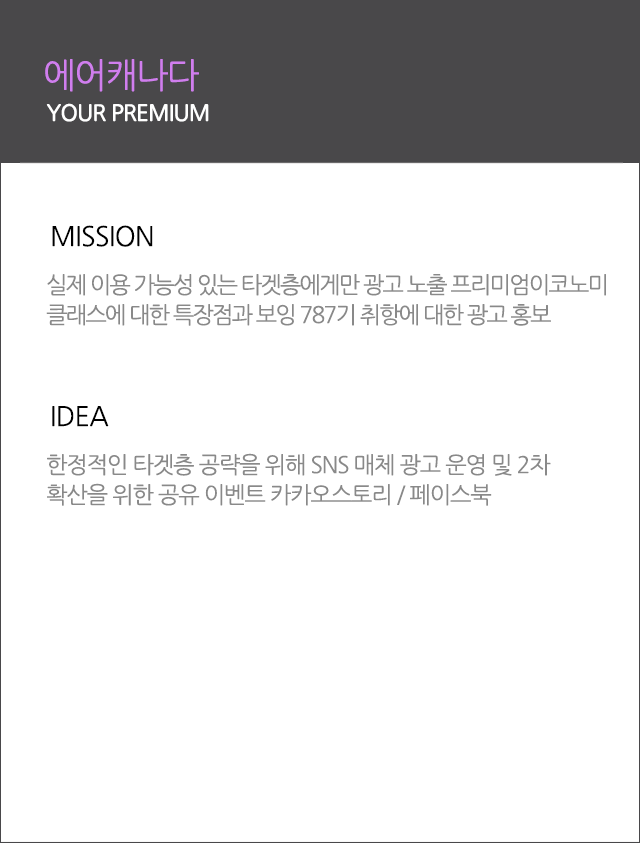 에어캐나다
YOUR PREMIUM
MISSION
실제 이용 가능성 있는 타겟층에게만 광고 노출 프리미엄이코노미
클래스에 대한 특장점과 보잉 787기 취항에 대한 광고 홍보
IDEA
한정적인 타겟층 공략을 위해 SNS 매체 광고 운영 및 2차
확산을 위한 공유 이벤트 카카오스토리 / 페이스북